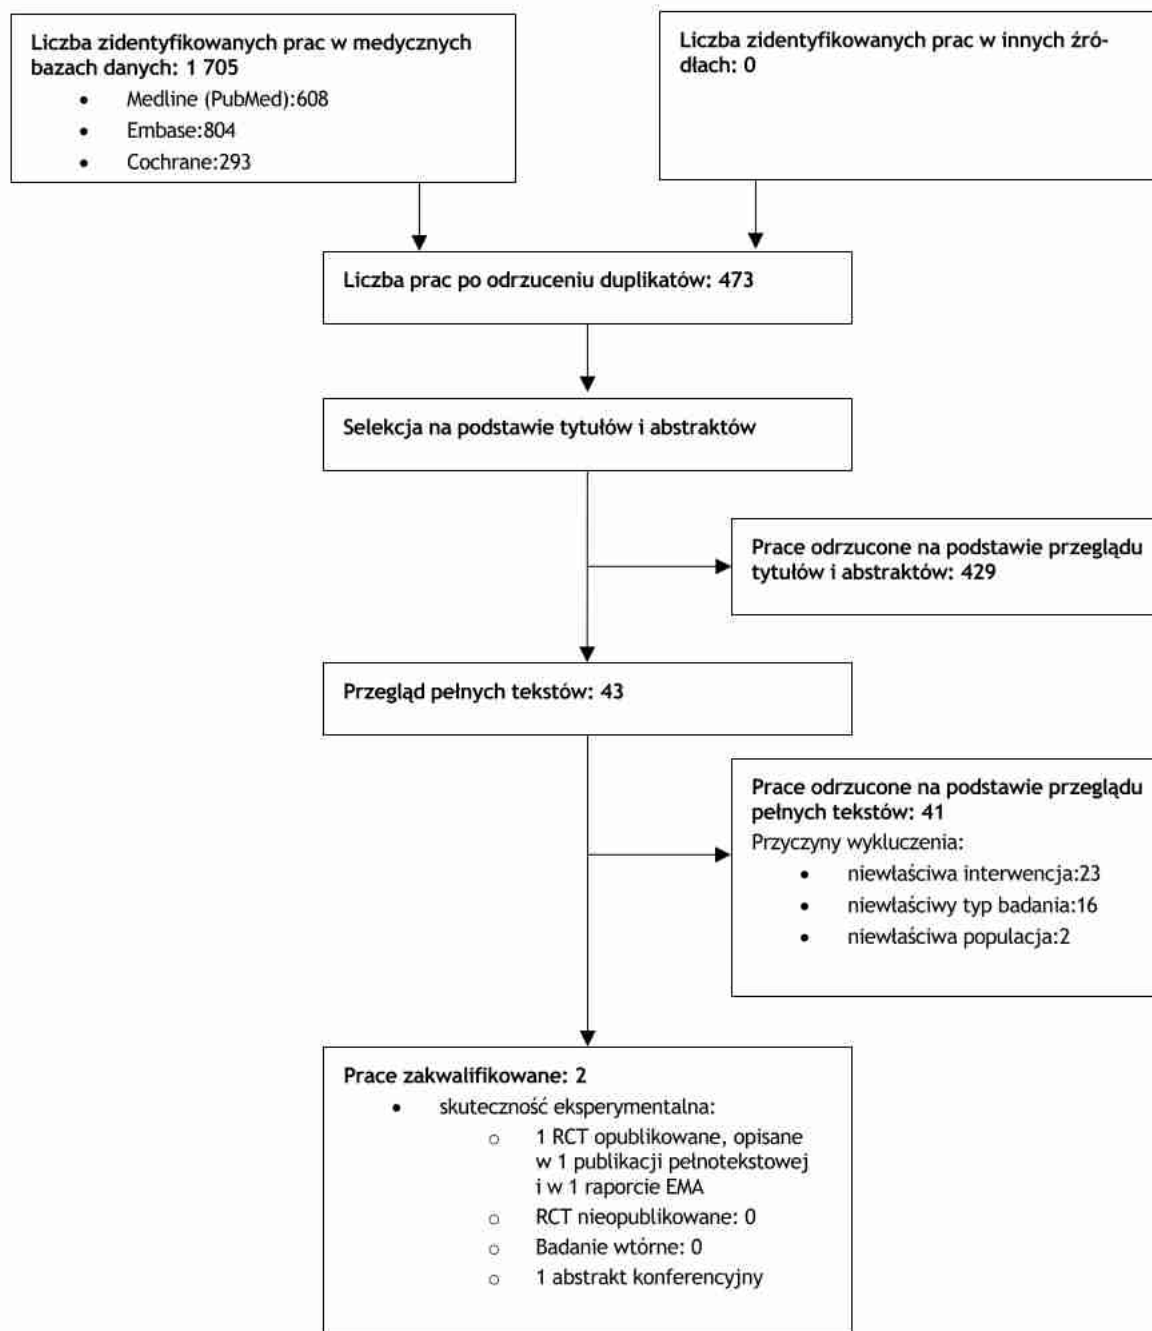 Liczba zidentyfikowanych prac w medycznych
bazach danych: 1 705
• Medline (PubMed):608
• Embase:804
• Cochrane:293
Liczba zidentyfikowanych prac w innych źró-
dłach: 0
Liczba prac po odrzuceniu duplikatów: 473
Selekcja na podstawie tytułów i abstraktów
Prace odrzucone na podstawie przeglądu
tytułów i abstraktów: 429
Przegląd pełnych tekstów: 43
Prace odrzucone na podstawie przeglądu
pełnych tekstów: 41
Przyczyny wykluczenia:
• niewłaściwa interwencja:23
• niewłaściwy typ badania:16
• niewłaściwa populacja:2
Prace zakwalifikowane: 2
• skuteczność eksperymentalna:
○ 1 RCT opublikowane, opisane
w 1 publikacji pełnotekstowej
i w 1 raporcie EMA
○ RCT nieopublikowane: 0
○ Badanie wtórne: 0
○ 1 abstrakt konferencyjny